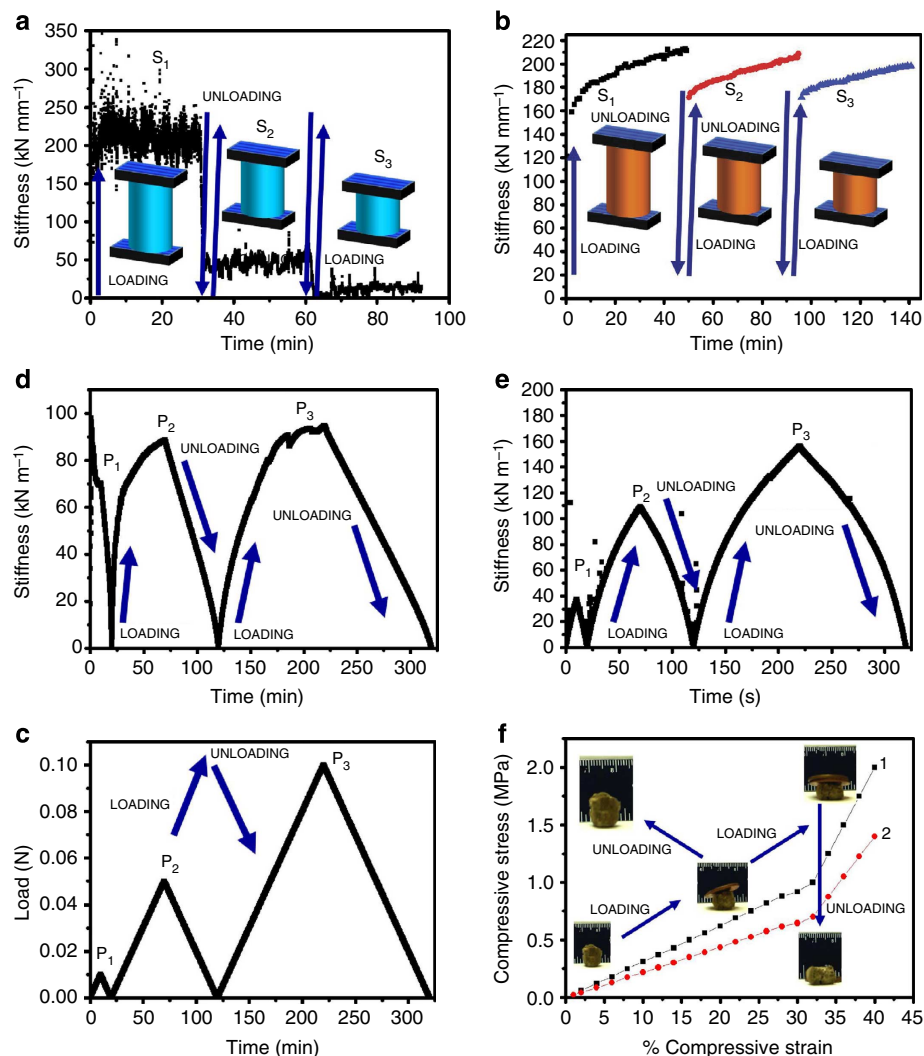 a
350
300
250
200
150
100
50
0
Stiffness (kN mm⁻¹)
S₁
UNLOADING
S₂
S₃
LOADING
LOADING
0 20 40 60 80 100
Time (min)
b
220
200
180
160
140
120
100
80
60
40
20
0
Stiffness (kN mm⁻¹)
S₁
S₂
S₃
UNLOADING
UNLOADING
UNLOADING
LOADING
LOADING
LOADING
0 20 40 60 80 100 120 140
Time (min)
d
100
80
60
40
20
0
Stiffness (kN m⁻¹)
P₁
P₂
P₃
UNLOADING
UNLOADING
LOADING
LOADING
0 50 100 150 200 250 300
Time (min)
e
200
180
160
140
120
100
80
60
40
20
0
Stiffness (kN m⁻¹)
P₁
P₂
P₃
UNLOADING
UNLOADING
LOADING
LOADING
0 50 100 150 200 250 300
Time (s)
c
0.10
0.08
0.06
0.04
0.02
0.00
Load (N)
P₁
P₂
P₃
UNLOADING
LOADING
0 50 100 150 200 250 300
Time (min)
f
2.0
1.5
1.0
0.5
0.0
Compressive stress (MPa)
1
2
LOADING
UNLOADING
LOADING
UNLOADING
0 5 10 15 20 25 30 35 40 45
% Compressive strain